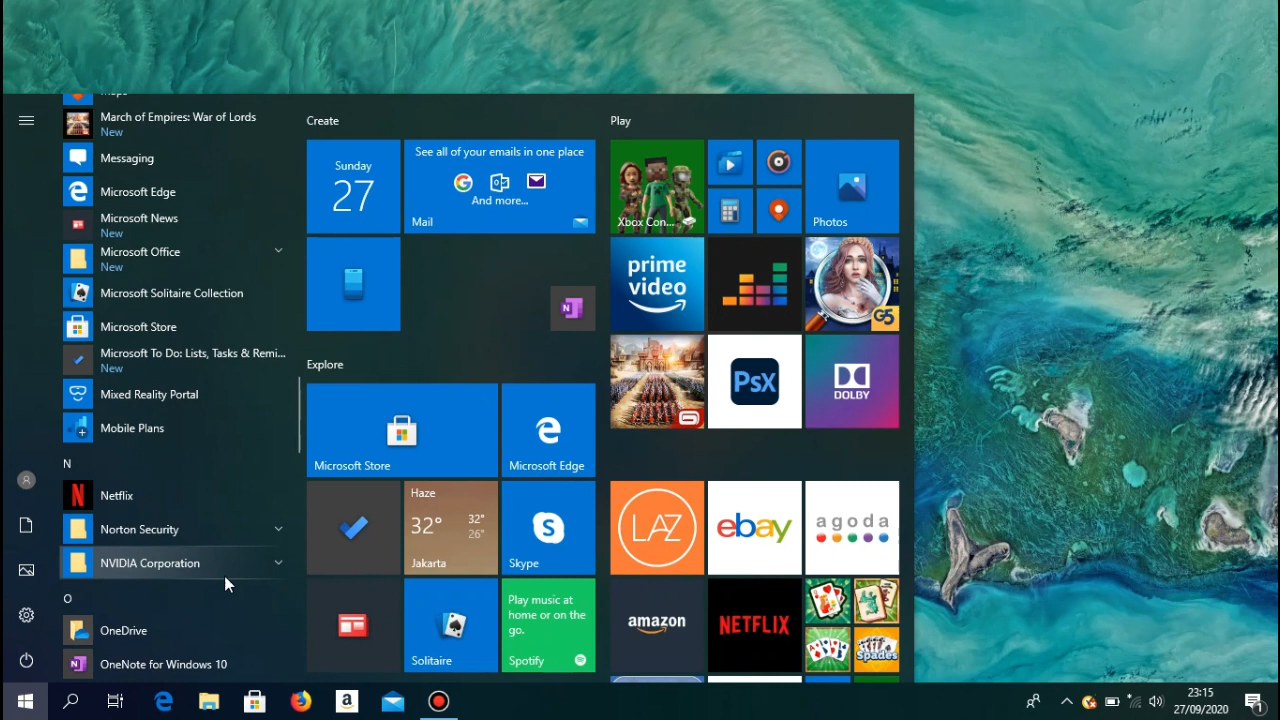 Maps
March of Empires: War of Lords
New
Messaging
Microsoft Edge
Microsoft News
New
Microsoft Office
New
Microsoft Solitaire Collection
Microsoft Store
Microsoft To Do: Lists, Tasks & Remi...
New
Mixed Reality Portal
Mobile Plans
N
Netflix
Norton Security
NVIDIA Corporation
O
OneDrive
OneNote for Windows 10
Create
Sunday
27
See all of your emails in one place
And more...
Mail
N
Explore
Microsoft Store
Microsoft Edge
Haze
32°
32°
26°
Jakarta
Skype
Solitaire
Play music at
home or on the
go.
Spotify
Play
Xbox Con...
Photos
prime
video
G5
PsX
DOLBY
LAZ
ebay
agoda
amazon
NETFLIX
Spades
a
23:15
27/09/2020
1